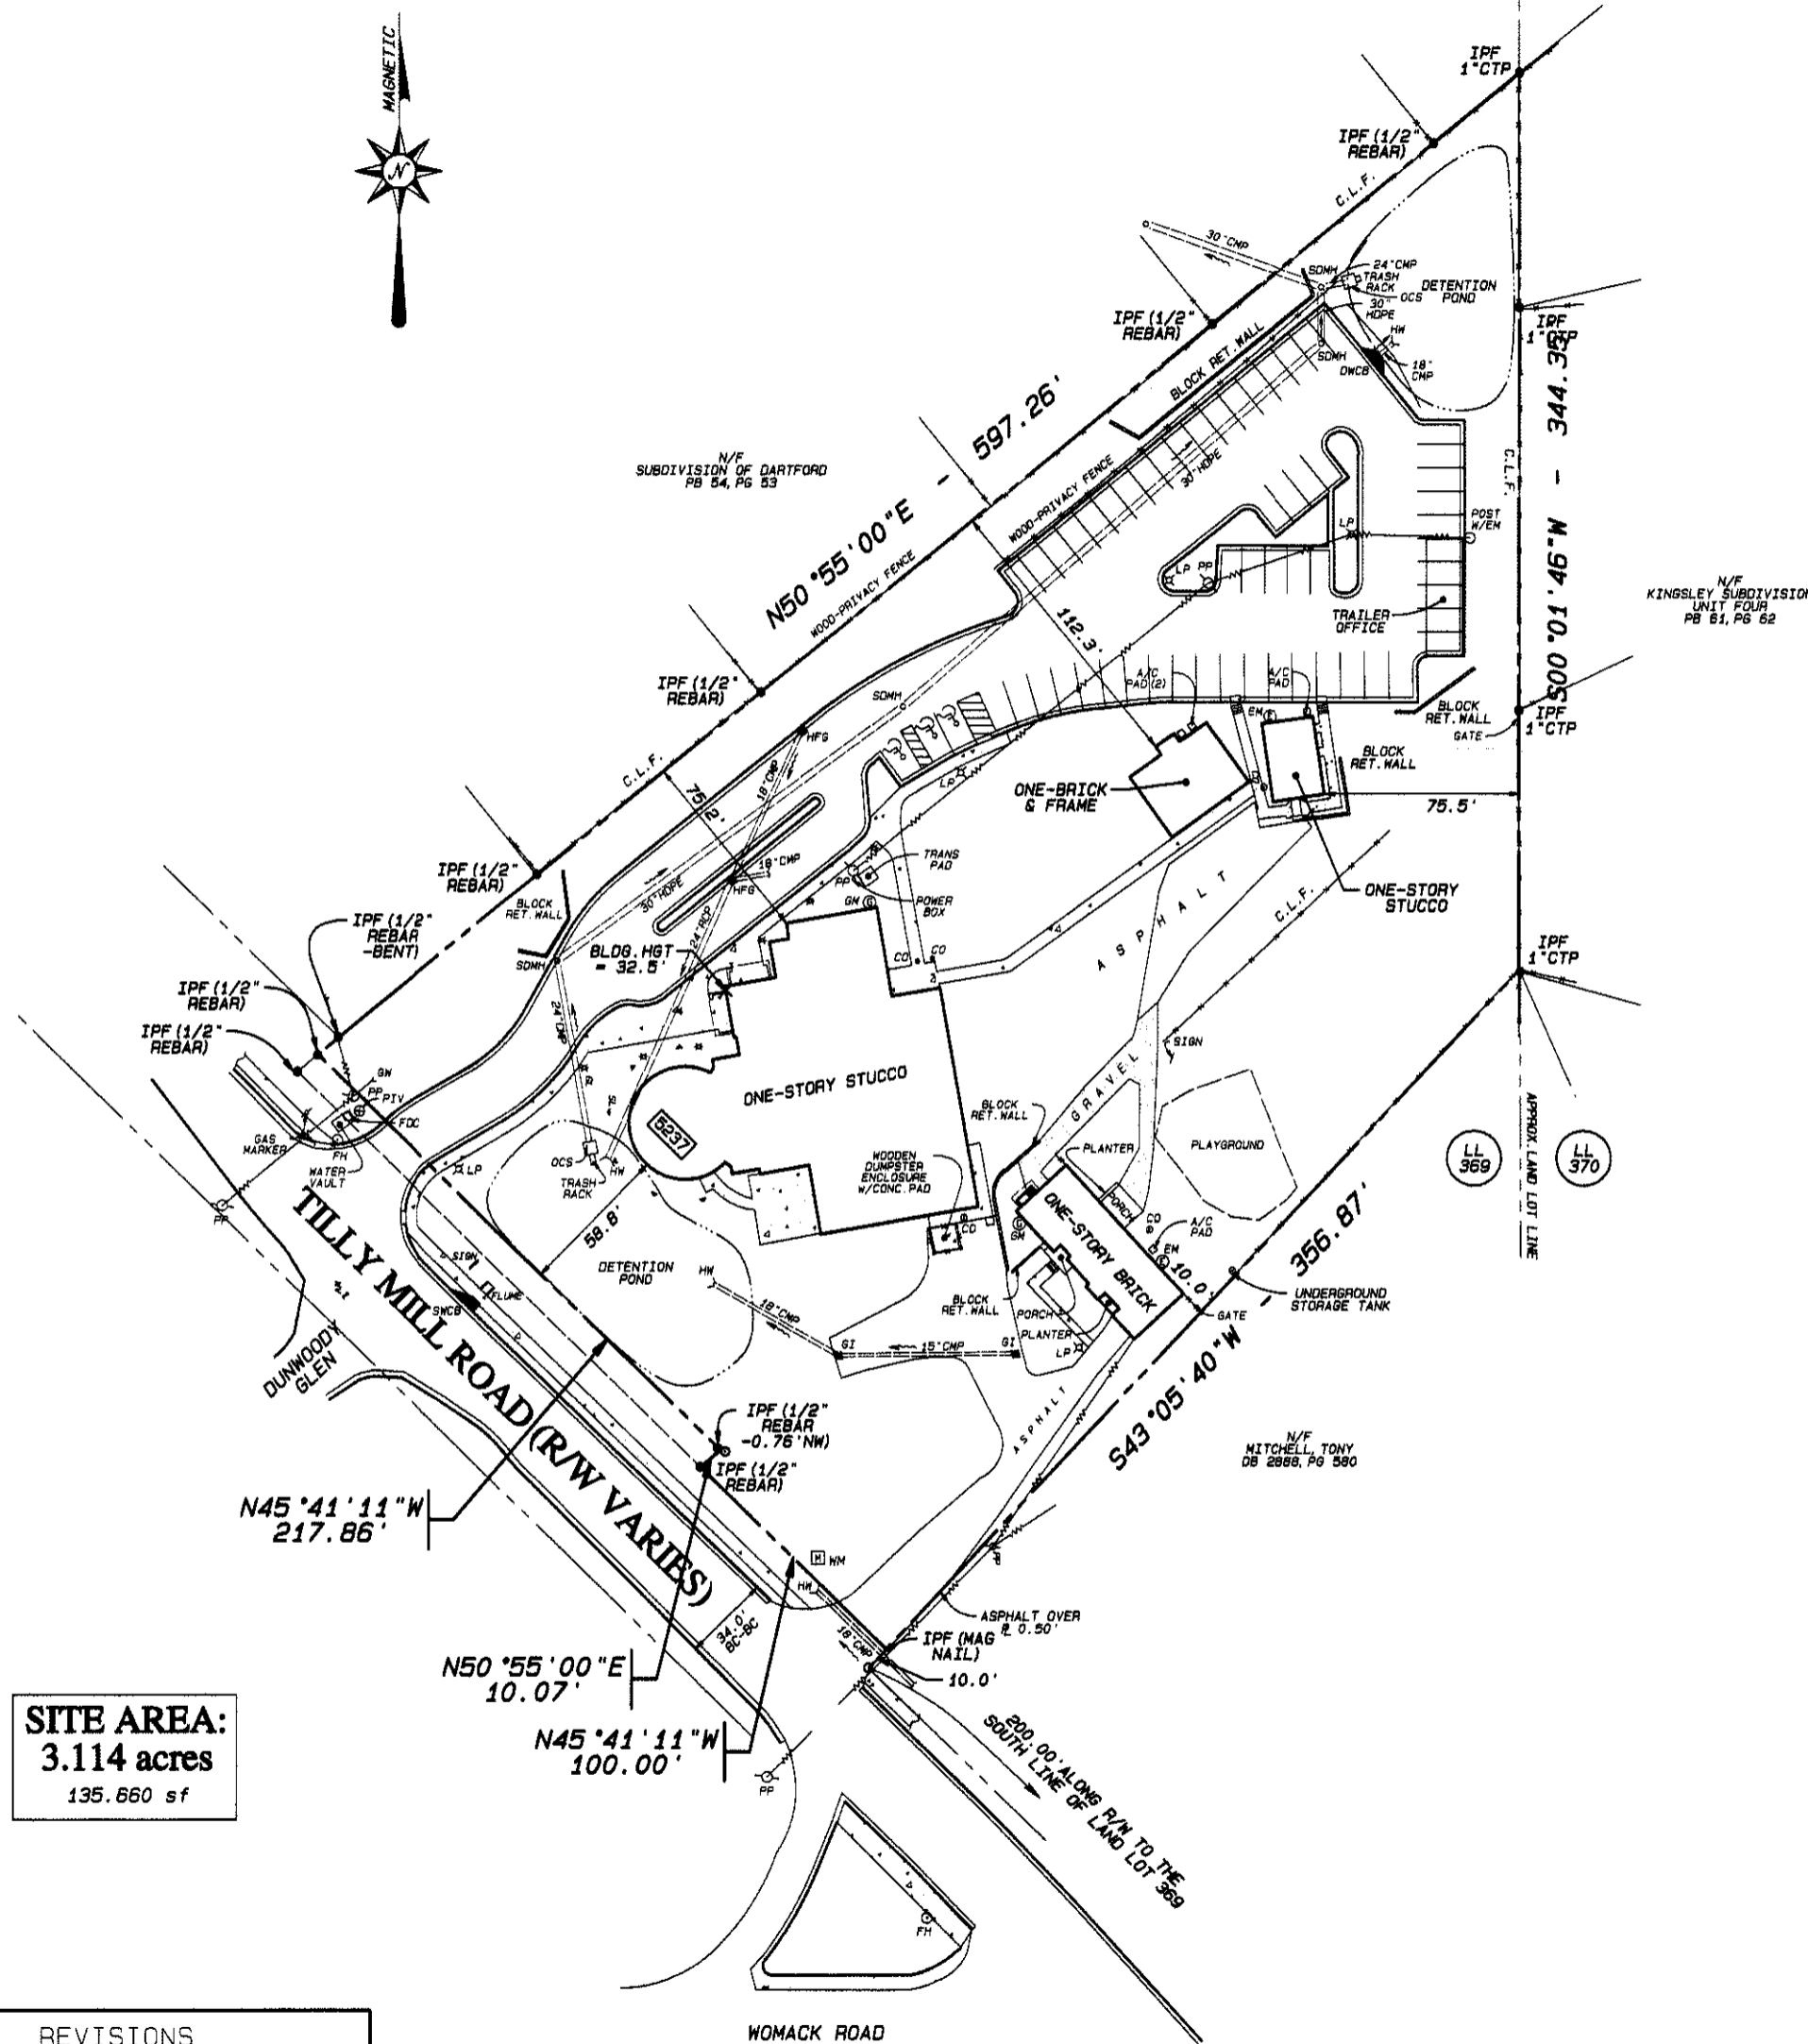 MAGNETIC
N
IPF
1"CTP
IPF (1/2"
REBAR)
C.L.F.
30"CMP
SDMH
24"CMP
TRASH
RACK
OCS
DETENTION
POND
30"
HDPE
HW
SDMH
DWCB
18"
CMP
IPF
1"CTP
IPF (1/2"
REBAR)
BLOCK RET. WALL
S00°01'46"W - 344.35'
N50°55'00"E - 597.26'
N/F
SUBDIVISION OF DARTFORD
PB 54, PG 53
WOOD-PRIVACY FENCE
30"HDPE
C.L.F.
POST
W/EM
LP
LP
PP
WOOD-PRIVACY FENCE
TRAILER
OFFICE
N/F
KINGSLEY SUBDIVISION
UNIT FOUR
PB 61, PG 62
112.3'
IPF (1/2"
REBAR)
SDMH
A/C
PAD (2)
A/C
PAD
EM
E
BLOCK
RET. WALL
GATE
IPF
1"CTP
HFG
C.L.F.
18"CMP
75.2'
LP
ONE-BRICK
& FRAME
BLOCK
RET. WALL
75.5'
IPF (1/2"
REBAR)
BLOCK
RET. WALL
30"HDPE
18"CMP
HFG
24"RCP
TRANS
PAD
PP
GM
G
POWER
BOX
ASPHALT
C.L.F.
ONE-STORY
STUCCO
IPF (1/2"
REBAR
-BENT)
SDMH
BLDG.HGT
= 32.5'
CO
CO
IPF
1"CTP
IPF (1/2"
REBAR)
IPF (1/2"
REBAR)
24"CMP
GW
PP
PIV
FDC
GAS
MARKER
FH
WATER
VAULT
LP
ONE-STORY STUCCO
5237
OCS
HW
TRASH
RACK
WOODEN
DUMPSTER
ENCLOSURE
W/CONC.PAD
CO
BLOCK
RET. WALL
GRAVEL
SIGN
PLANTER
PLAYGROUND
LL
369
LL
370
APPROX. LAND LOT LINE
PP
TILLY MILL ROAD (R/W VARIES)
58.8'
DETENTION
POND
SIGN
FLUME
SWCB
HW
18"CMP
GI
15"CMP
GI
GM
G
ONE-STORY BRICK
PORCH
CO
A/C
PAD
EM
10.0'
GATE
UNDERGROUND
STORAGE TANK
BLOCK
RET. WALL
PORCH
PLANTER
LP
S43°05'40"W - 356.87'
DUNWOODY
GLEN
ASPHALT
IPF (1/2"
REBAR
-0.76'NW)
IPF (1/2"
REBAR)
N/F
MITCHELL, TONY
DB 2888, PG 580
N45°41'11"W
217.86'
M WM
HW
PP
34.0'
BC-BC
18"CMP
ASPHALT OVER
0.50'
IPF (MAG
NAIL)
10.0'
N50°55'00"E
10.07'
N45°41'11"W
100.00'
PP
200.00' ALONG R/W TO THE
SOUTH LINE OF LAND LOT 369
SITE AREA:
3.114 acres
135.660 sf
FH
REVISIONS
WOMACK ROAD